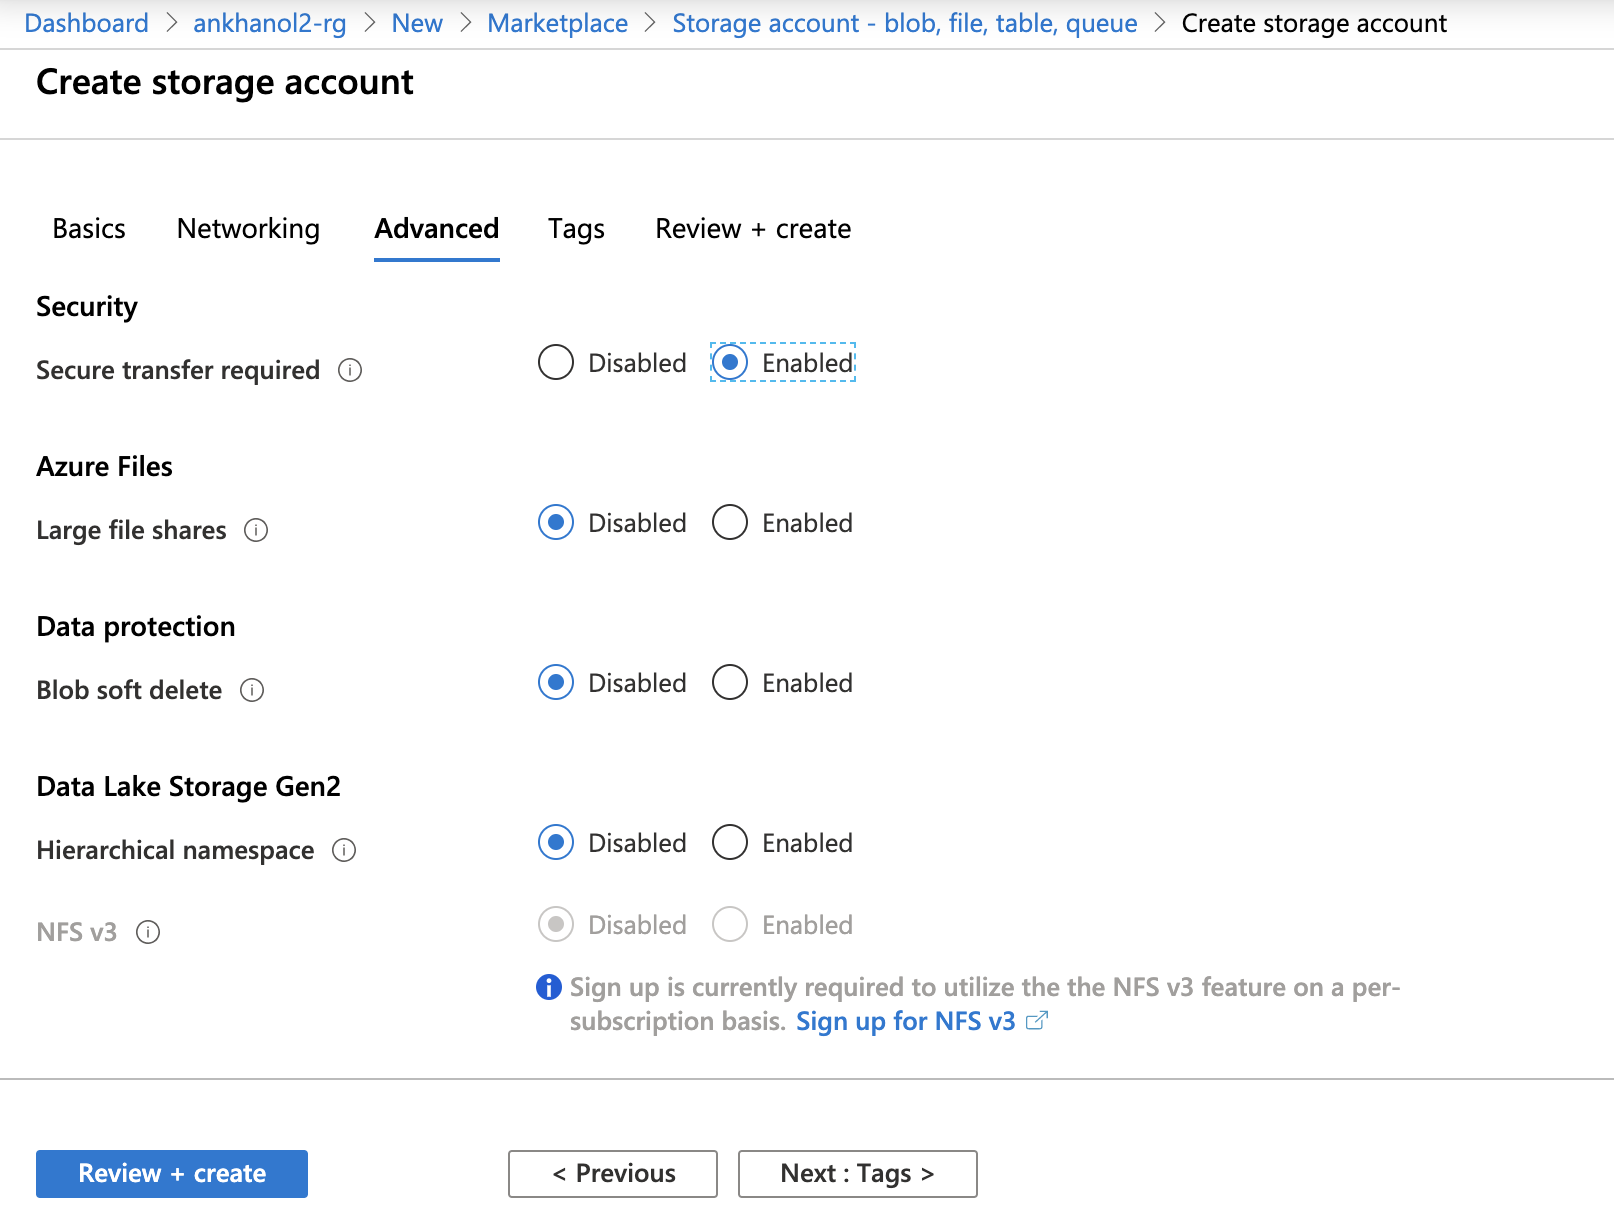 Dashboard > ankhanol2-rg > New > Marketplace > Storage account - blob, file, table, queue > Create storage account
Create storage account
Basics Networking Advanced Tags Review + create
Security
Secure transfer required Disabled Enabled
Azure Files
Large file shares Disabled Enabled
Data protection
Blob soft delete Disabled Enabled
Data Lake Storage Gen2
Hierarchical namespace Disabled Enabled
NFS v3 Disabled Enabled
Sign up is currently required to utilize the the NFS v3 feature on a per-
subscription basis. Sign up for NFS v3
Review + create < Previous Next : Tags >